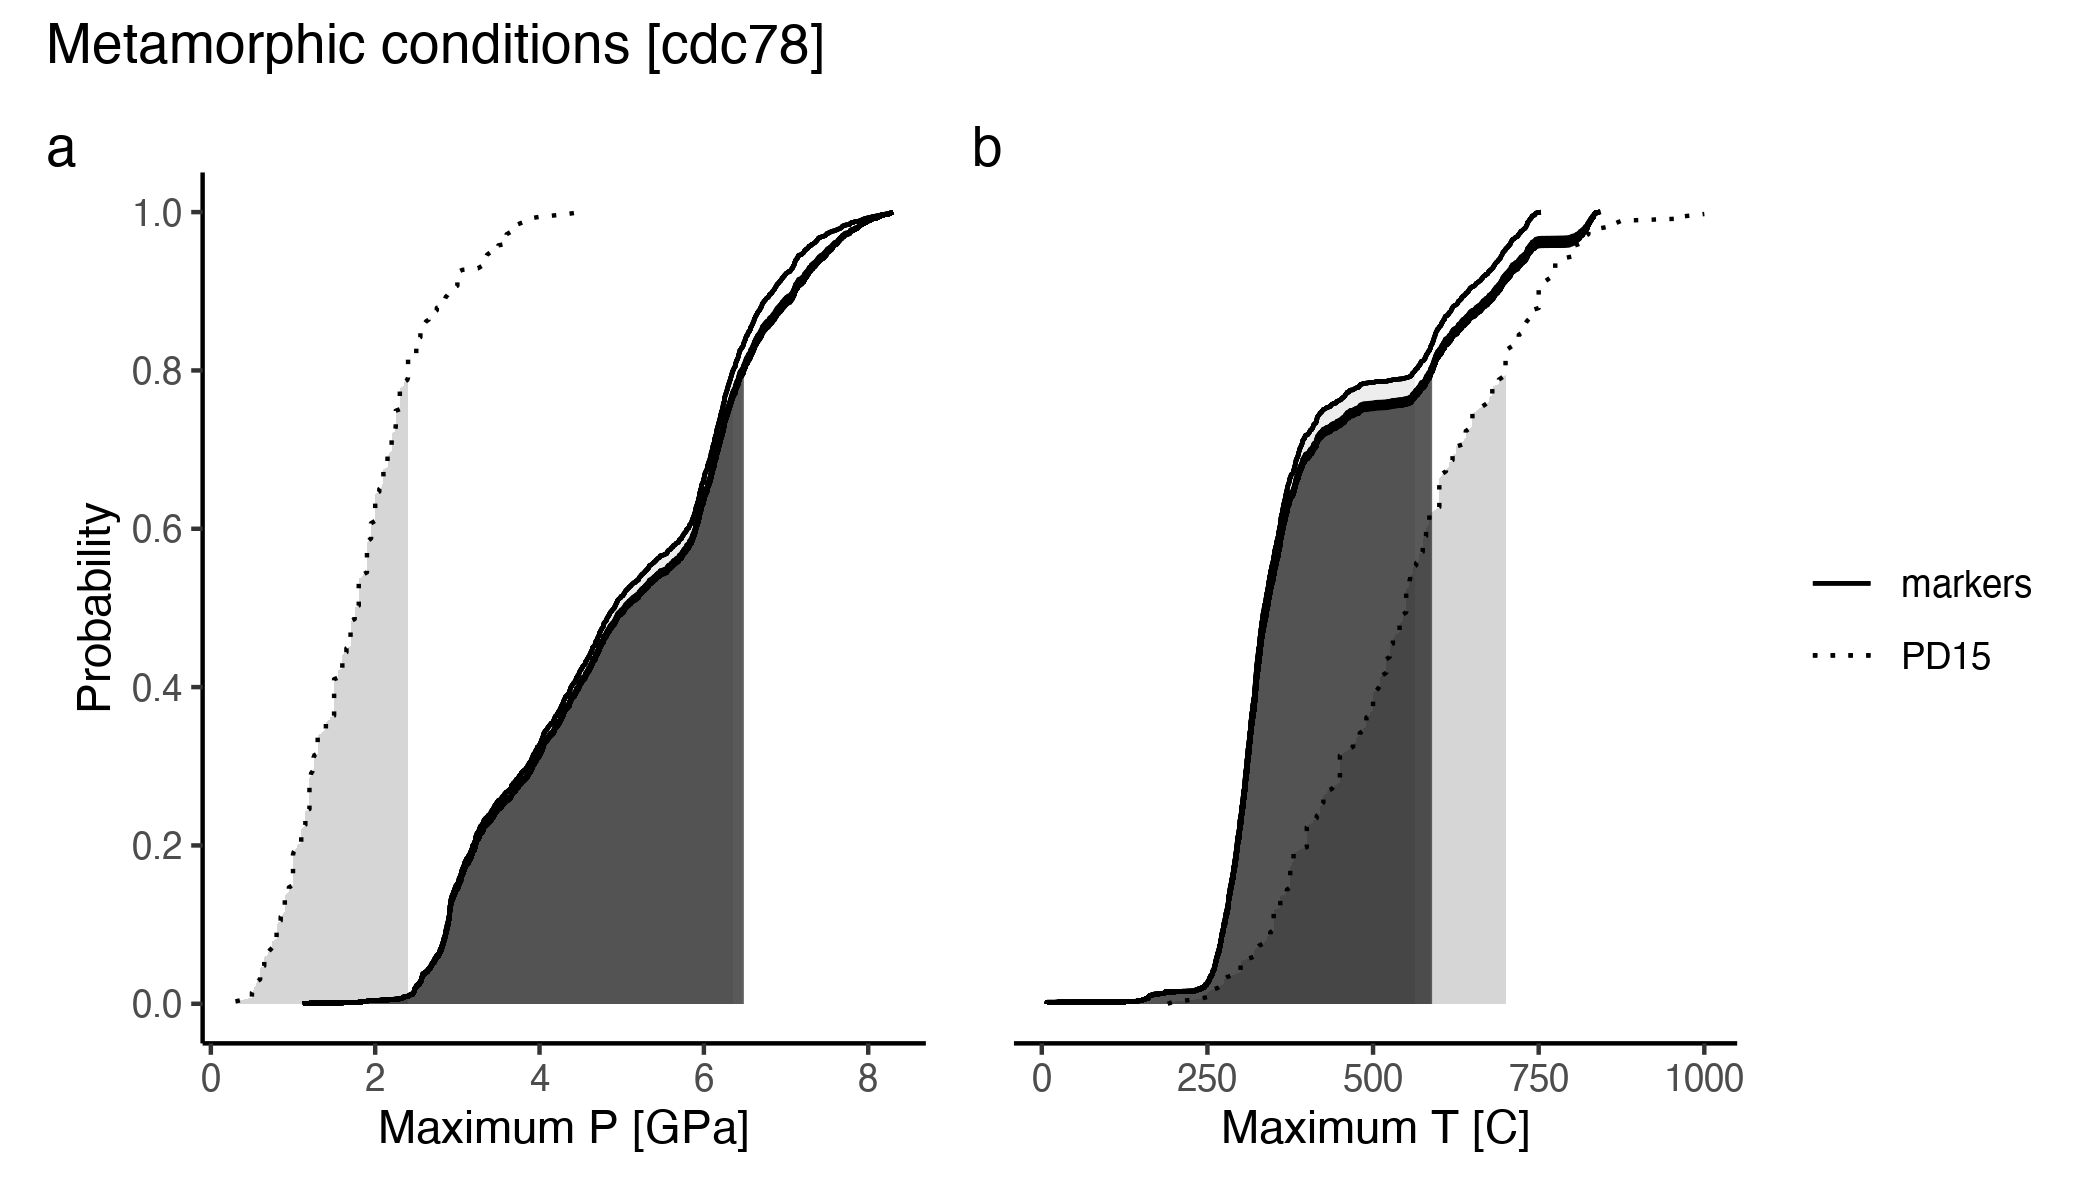 Metamorphic conditions [cdc78]
a
b
Probability
1.0
0.8
0.6
0.4
0.2
0.0
0 2 4 6 8
Maximum P [GPa]
0 250 500 750 1000
Maximum T [C]
markers
PD15